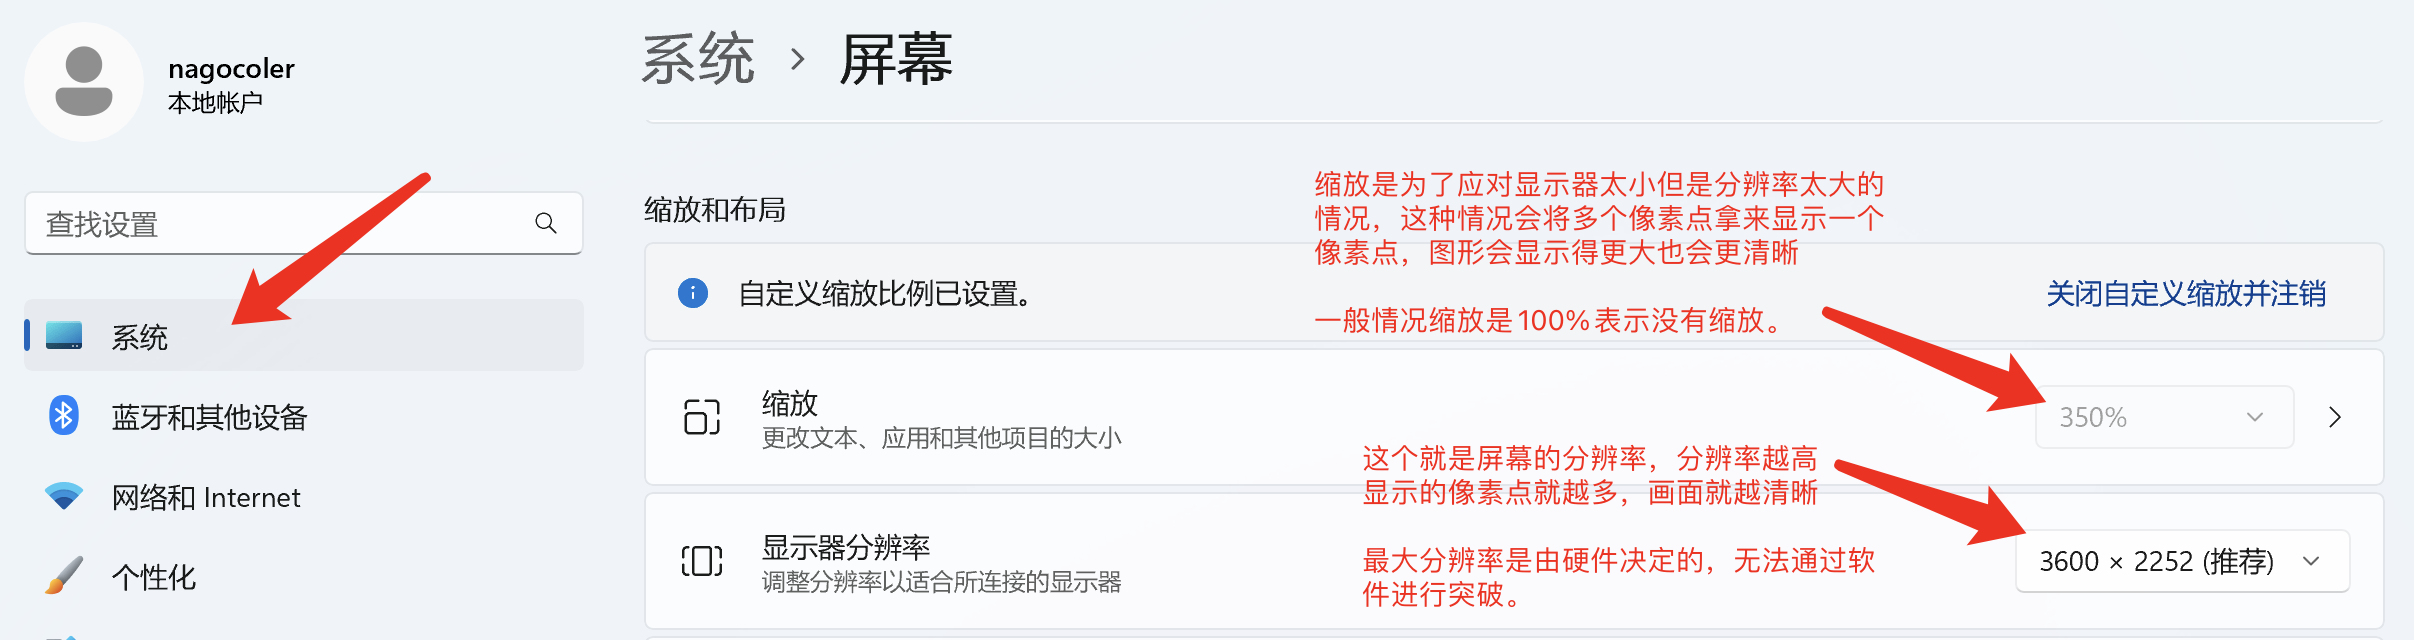 nagocoler
本地帐户
查找设置
系统
蓝牙和其他设备
网络和 Internet
个性化
系统 › 屏幕
缩放和布局
自定义缩放比例已设置。
关闭自定义缩放并注销
缩放
更改文本、应用和其他项目的大小
350%
显示器分辨率
调整分辨率以适合所连接的显示器
3600 × 2252 (推荐)
缩放是为了应对显示器太小但是分辨率太大的
情况，这种情况会将多个像素点拿来显示一个
像素点，图形会显示得更大也会更清晰
一般情况缩放是100%表示没有缩放。
这个就是屏幕的分辨率，分辨率越高
显示的像素点就越多，画面就越清晰
最大分辨率是由硬件决定的，无法通过软
件进行突破。